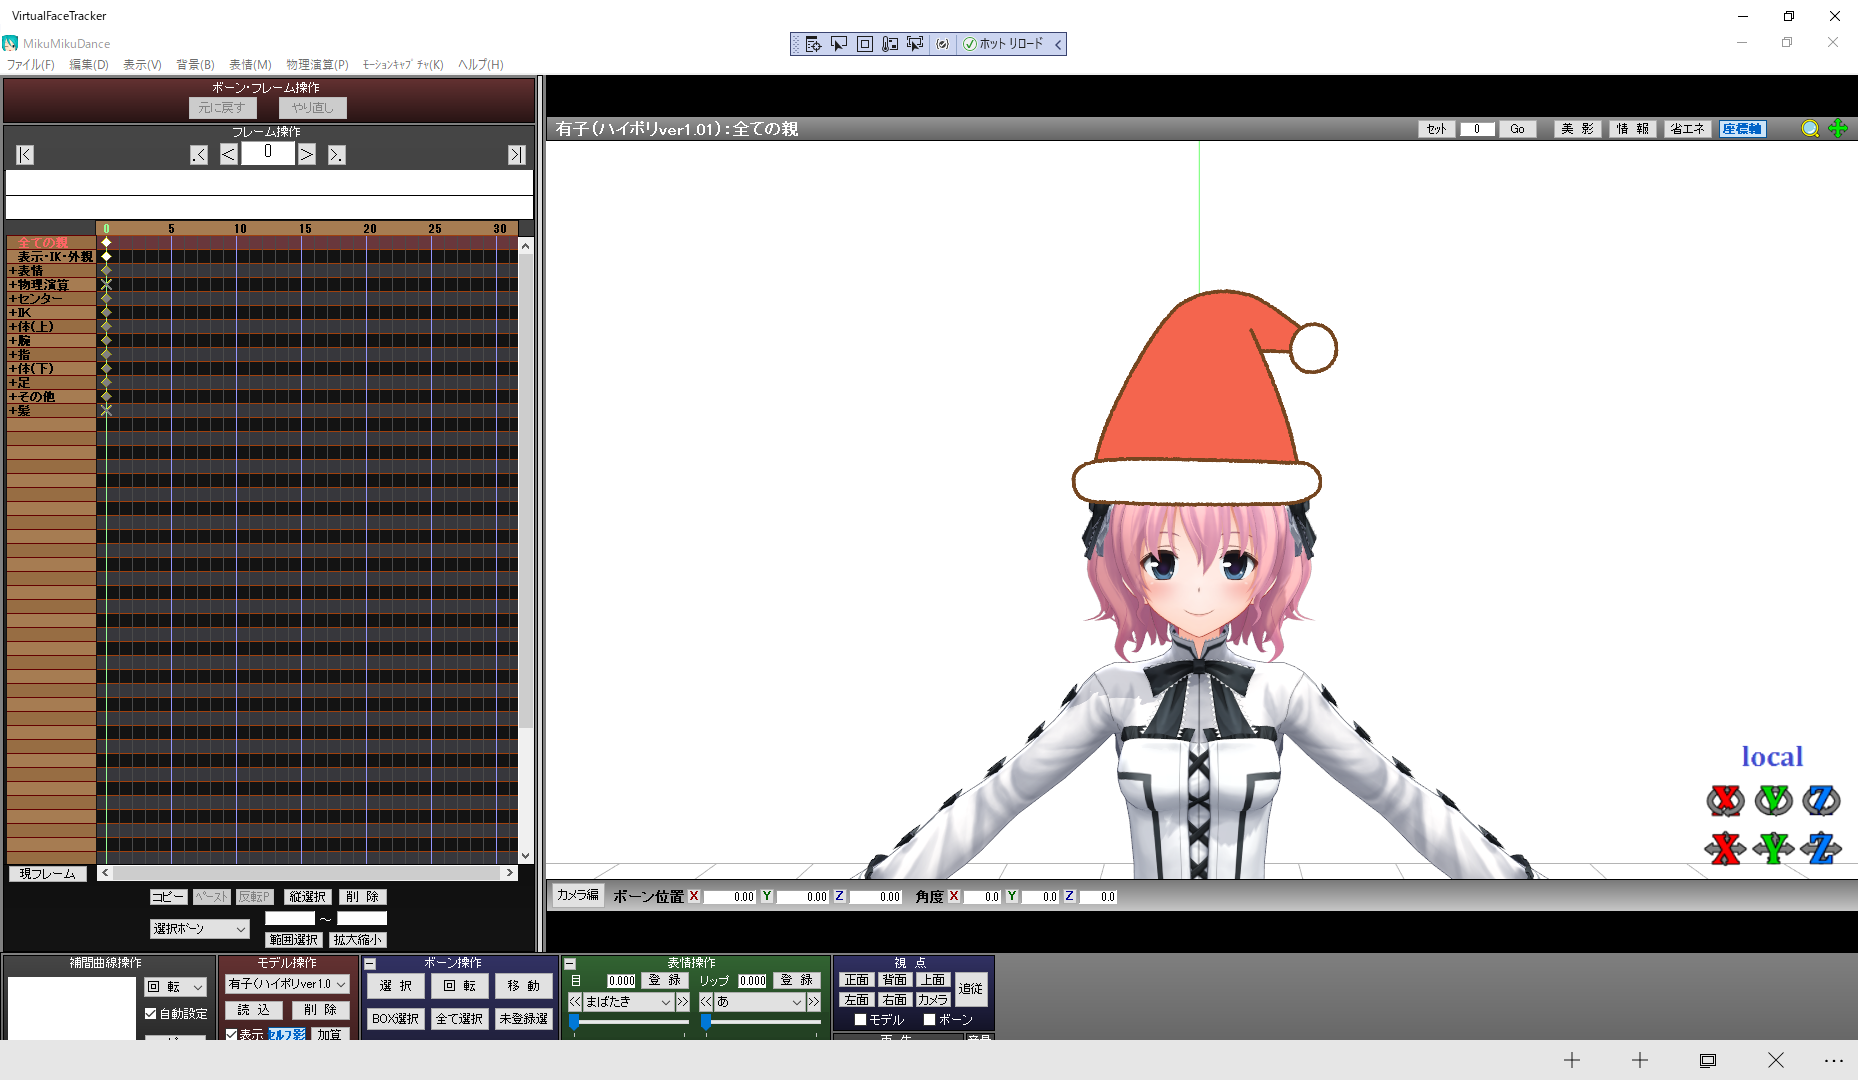 VirtualFaceTracker
MikuMikuDance
ホット リロード
ファイル(F) 編集(D) 表示(V) 背景(B) 表情(M) 物理演算(P) ﾓｰｼｮﾝｷｬﾌﾟﾁｬ(K) ヘルプ(H)
ボーン・フレーム操作
元に戻す やり直し
フレーム操作
|< .< < 0 > >. >|
有子(ハイポリver1.01):全ての親
ｾｯﾄ 0 Go 美 影 情 報 省エネ 座標軸
0 5 10 15 20 25 30
全ての親
表示・IK・外親
+表情
+物理演算
+センター
+IK
+体(上)
+腕
+指
+体(下)
+足
+その他
+髪
local
X Y Z
X Y Z
現フレーム
コピー ﾍﾟｰｽﾄ 反転P 縦選択 削 除
選択ﾎﾞｰﾝ ～
範囲選択 拡大縮小
カメラ編 ボーン位置 X 0.00 Y 0.00 Z 0.00 角度 X 0.0 Y 0.0 Z 0.0
補間曲線操作
回 転
自動設定
モデル操作
有子(ハイポリver1.0
読 込 削 除
表示 ｾﾙﾌ影 加算
ボーン操作
選 択 回 転 移 動
BOX選択 全て選択 未登録選
表情操作
目 0.000 登 録 リップ 0.000 登 録
<< まばたき >> << あ >>
視 点
正面 背面 上面 追従
左面 右面 カメラ
モデル ボーン